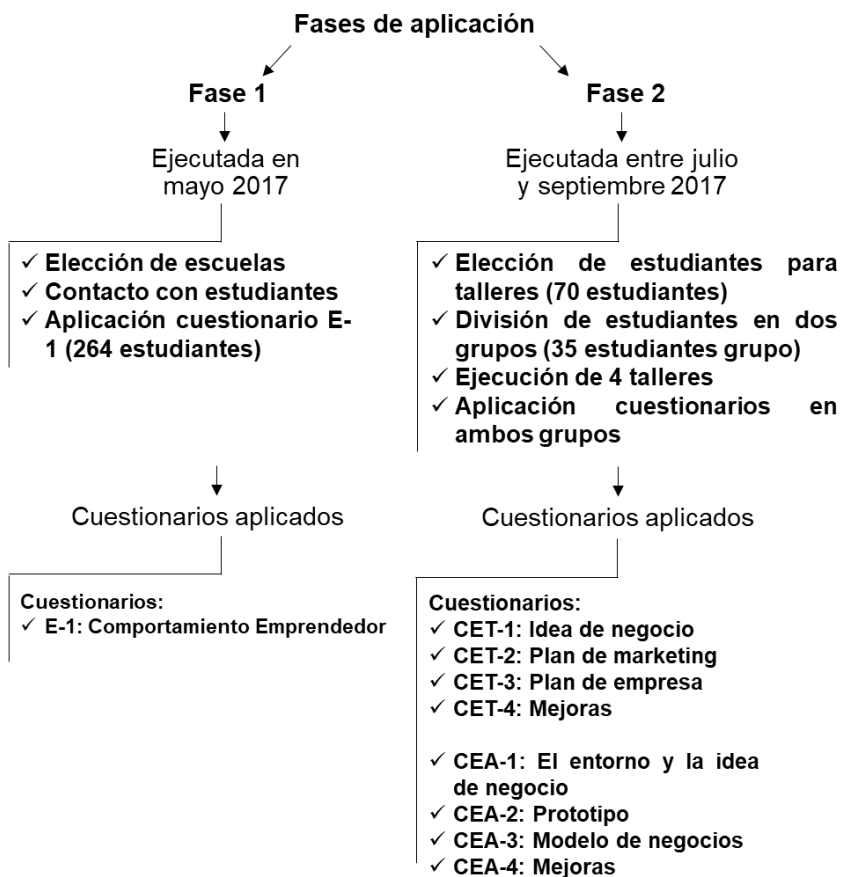 Fases de aplicación
Fase 1
Ejecutada en
mayo 2017
✓ Elección de escuelas
✓ Contacto con estudiantes
✓ Aplicación cuestionario E-
1 (264 estudiantes)
Cuestionarios aplicados
Cuestionarios:
✓ E-1: Comportamiento Emprendedor
Fase 2
Ejecutada entre julio
y septiembre 2017
✓ Elección de estudiantes para
talleres (70 estudiantes)
✓ División de estudiantes en dos
grupos (35 estudiantes grupo)
✓ Ejecución de 4 talleres
✓ Aplicación cuestionarios en
ambos grupos
Cuestionarios aplicados
Cuestionarios:
✓ CET-1: Idea de negocio
✓ CET-2: Plan de marketing
✓ CET-3: Plan de empresa
✓ CET-4: Mejoras
✓ CEA-1: El entorno y la idea
de negocio
✓ CEA-2: Prototipo
✓ CEA-3: Modelo de negocios
✓ CEA-4: Mejoras